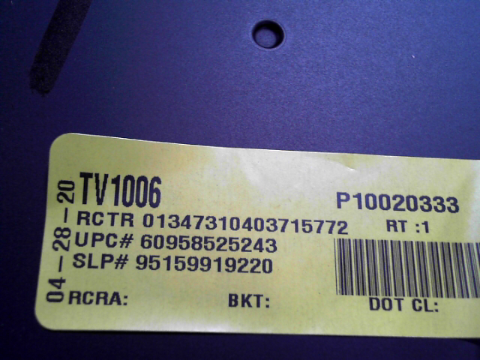 04-28-20
TV1006
P10020333
RCTR 01347310403715772
RT :1
UPC# 60958525243
SLP# 95159919220
RCRA: BKT: DOT CL: